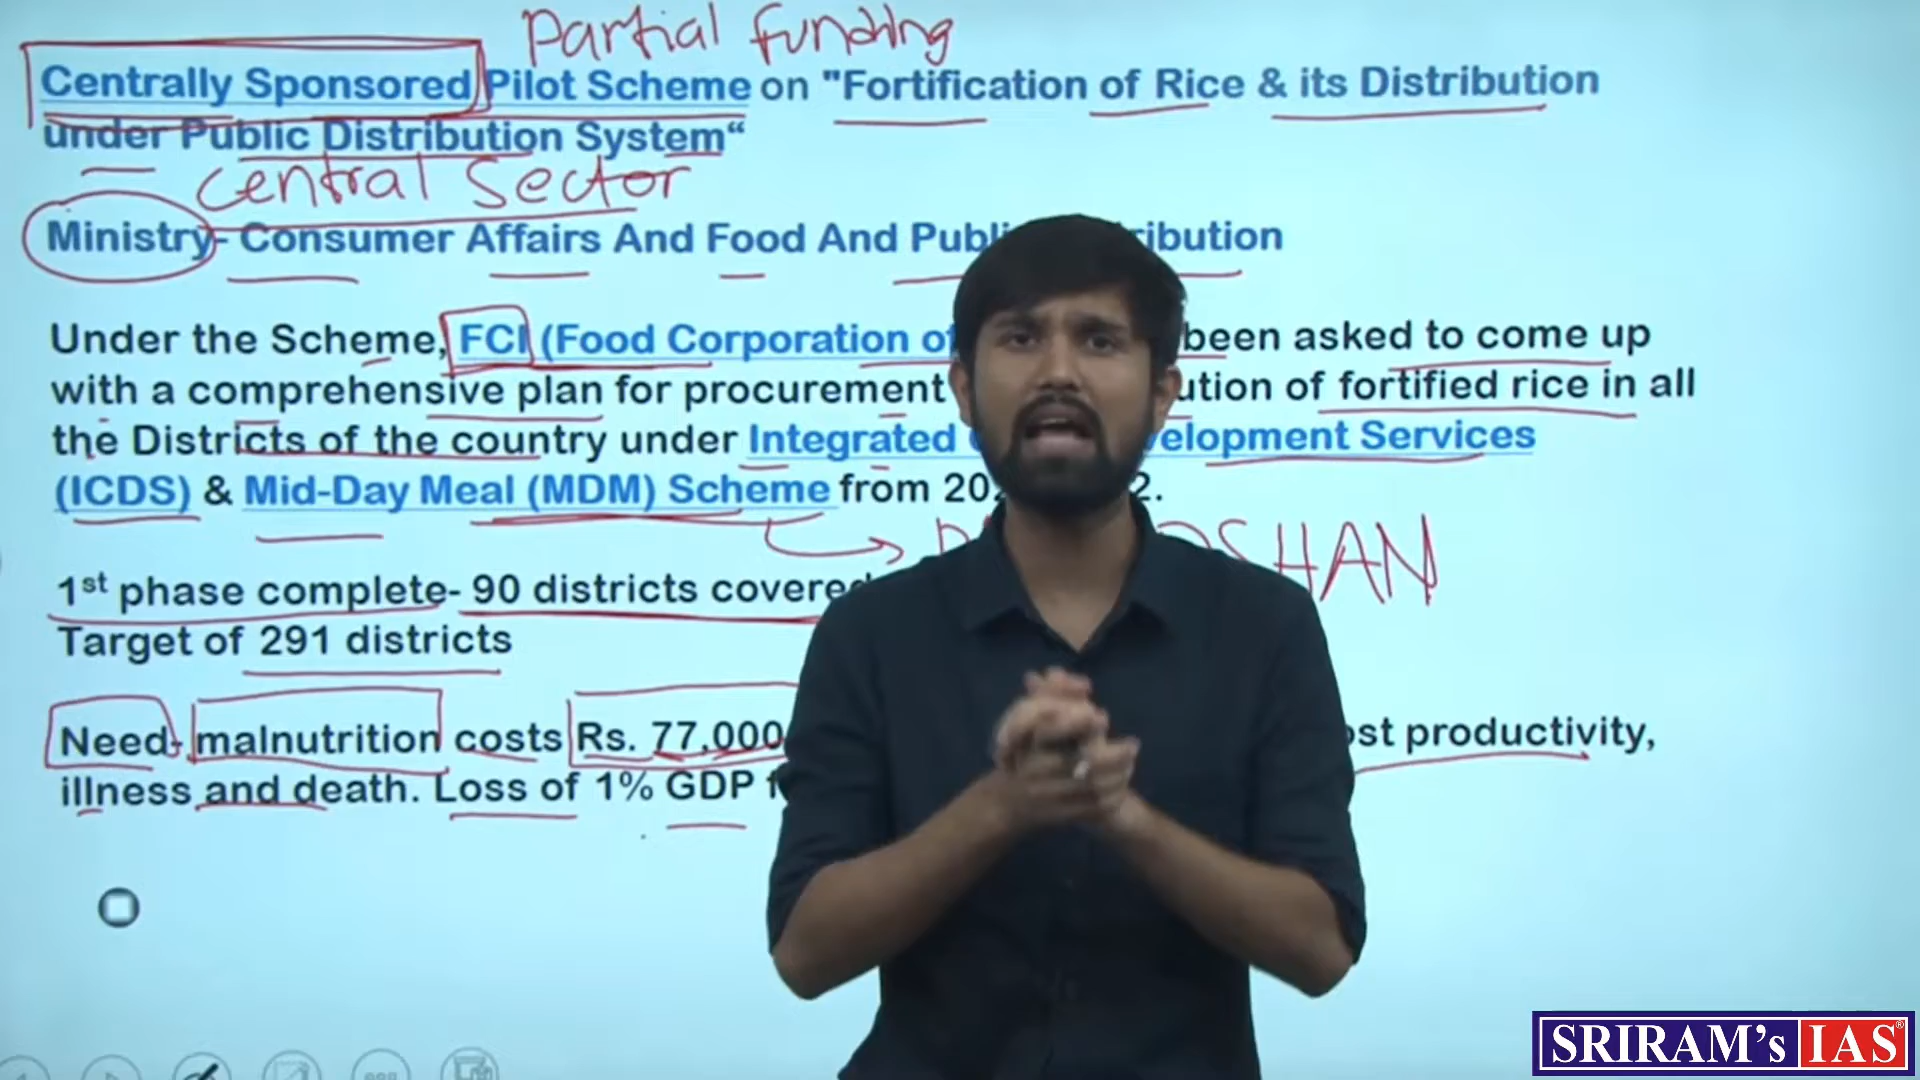 Partial funding
Centrally Sponsored Pilot Scheme on "Fortification of Rice & its Distribution
under Public Distribution System“
Central Sector
Ministry- Consumer Affairs And Food And Publ ribution
Under the Scheme, FCI (Food Corporation of been asked to come up
with a comprehensive plan for procurement ution of fortified rice in all
the Districts of the country under Integrated elopment Services
(ICDS) & Mid-Day Meal (MDM) Scheme from 20 2.
OSHAN
1st phase complete- 90 districts covered
Target of 291 districts
Need- malnutrition costs Rs. 77,000 ost productivity,
illness and death. Loss of 1% GDP
SRIRAM's IAS®